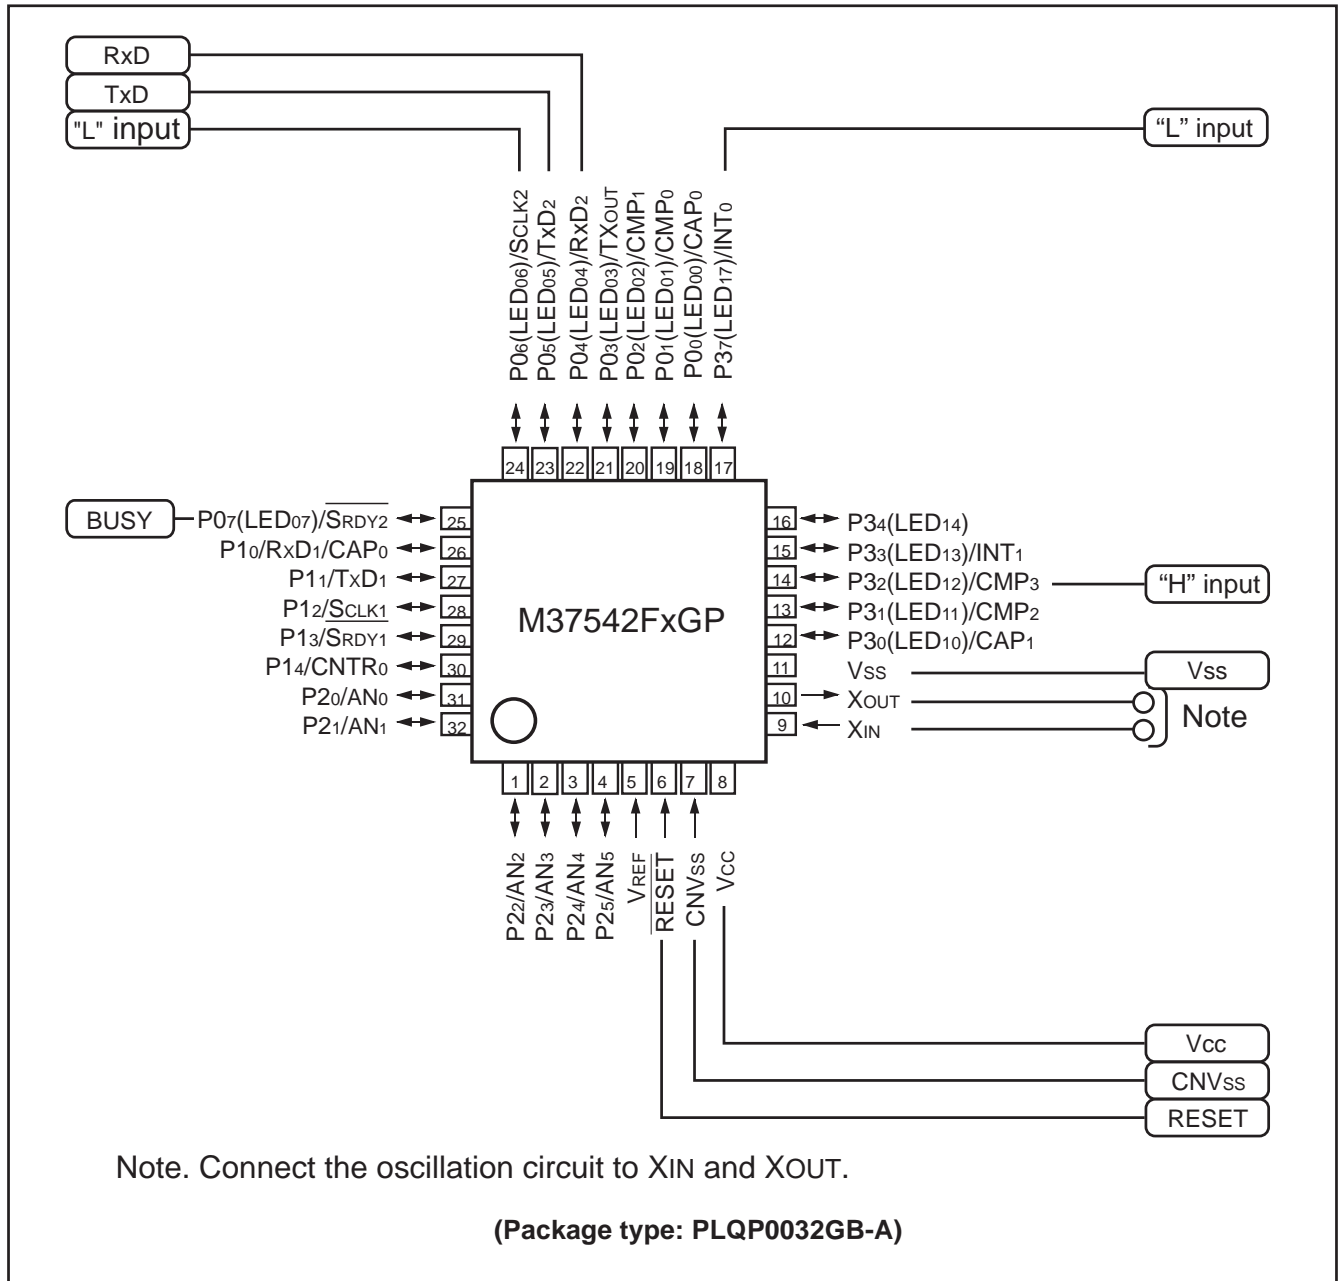 RxD
TxD
"L" input
“L” input
P06(LED06)/SCLK2
P05(LED05)/TxD2
P04(LED04)/RxD2
P03(LED03)/TXOUT
P02(LED02)/CMP1
P01(LED01)/CMP0
P00(LED00)/CAP0
P37(LED17)/INT0
24 23 22 21 20 19 18 17
BUSY
P07(LED07)/SRDY2
P10/RXD1/CAP0
P11/TXD1
P12/SCLK1
P13/SRDY1
P14/CNTR0
P20/AN0
P21/AN1
25
26
27
28
29
30
31
32
M37542FxGP
16
15
14
13
12
11
10
9
P34(LED14)
P33(LED13)/INT1
P32(LED12)/CMP3
P31(LED11)/CMP2
P30(LED10)/CAP1
VSS
XOUT
XIN
“H” input
Vss
Note
1 2 3 4 5 6 7 8
P22/AN2
P23/AN3
P24/AN4
P25/AN5
VREF
RESET
CNVSS
VCC
Vcc
CNVSS
RESET
Note. Connect the oscillation circuit to XIN and XOUT.
(Package type: PLQP0032GB-A)